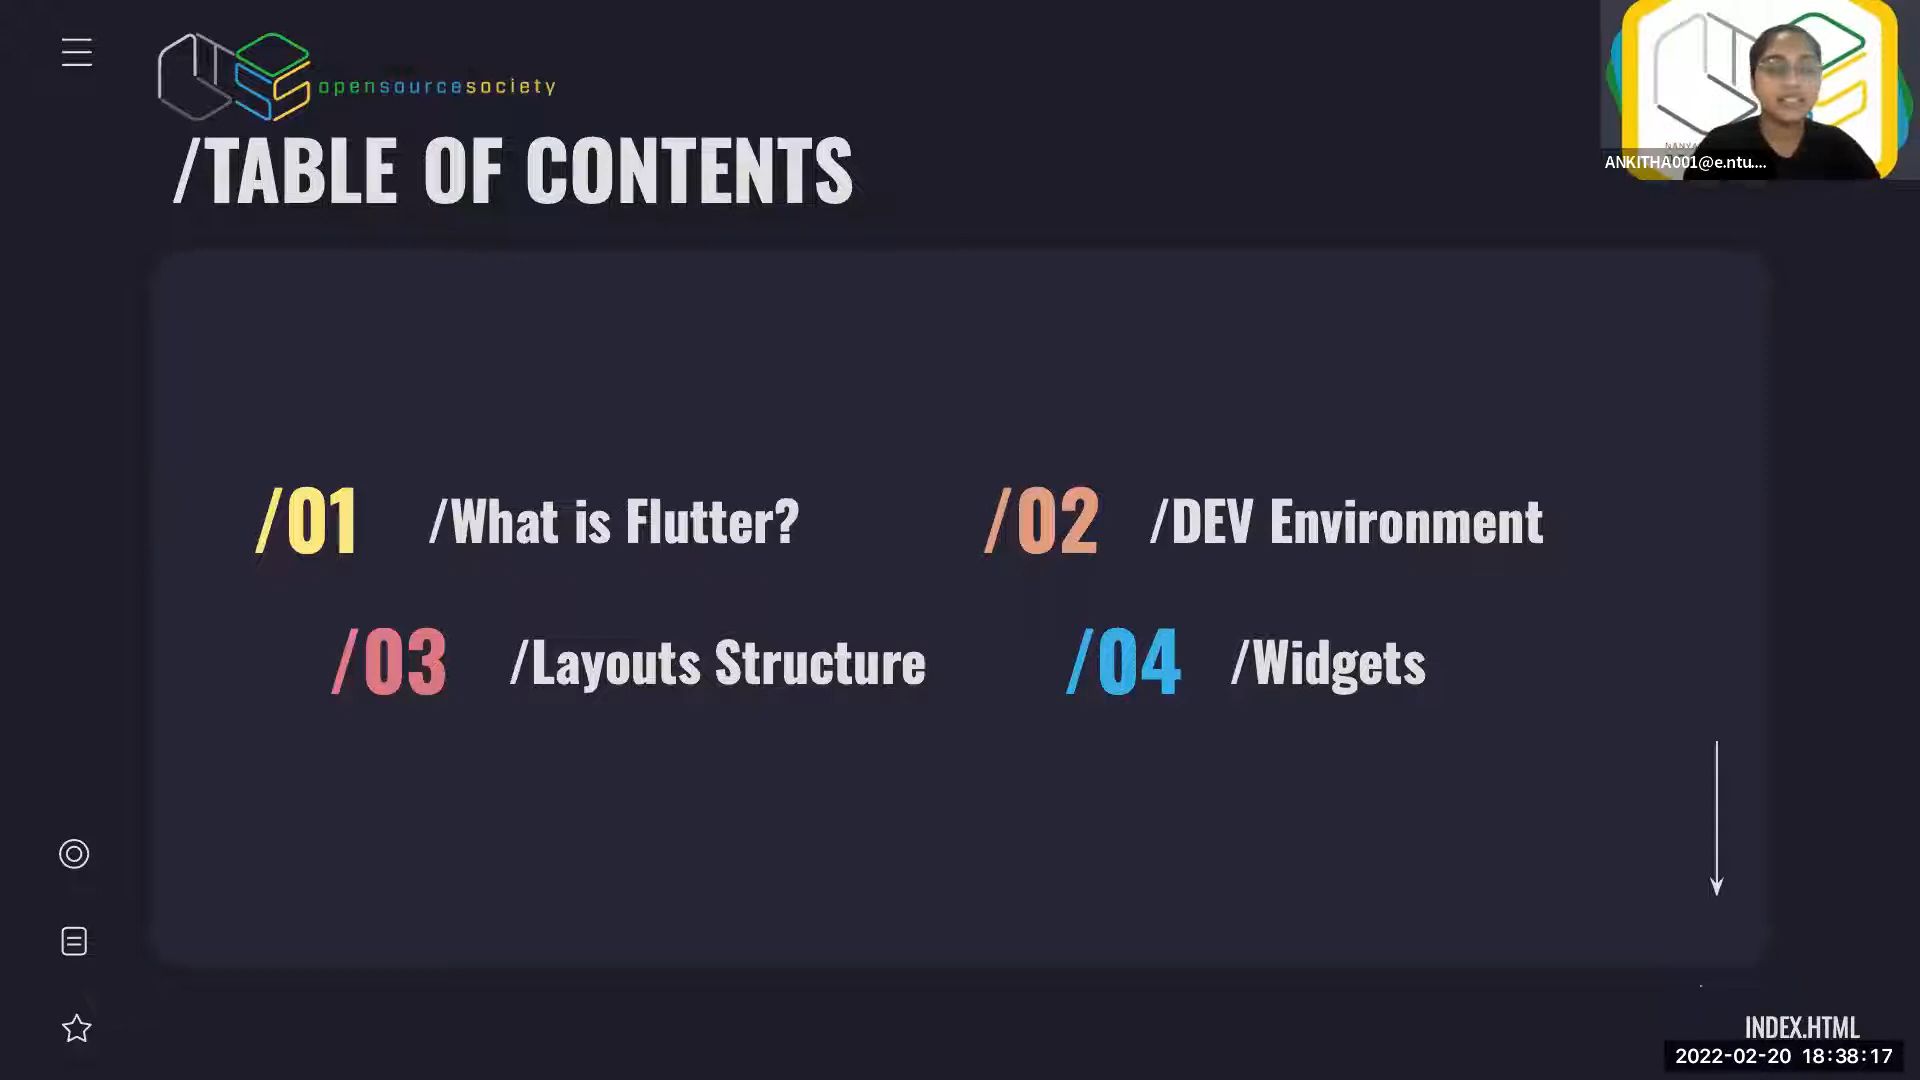 opensourcesociety
/TABLE OF CONTENTS
ANKITHA001@e.ntu....
/01 /What is Flutter?
/02 /DEV Environment
/03 /Layouts Structure
/04 /Widgets
INDEX.HTML
2022-02-20 18:38:17